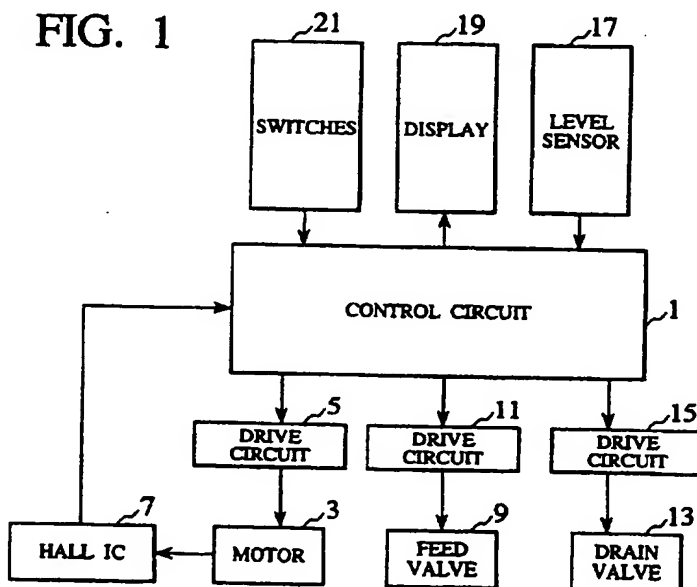 FIG. 1
21
19
17
SWITCHES
DISPLAY
LEVEL
SENSOR
CONTROL CIRCUIT
1
5
11
15
DRIVE
CIRCUIT
DRIVE
CIRCUIT
DRIVE
CIRCUIT
7
3
9
13
HALL IC
MOTOR
FEED
VALVE
DRAIN
VALVE